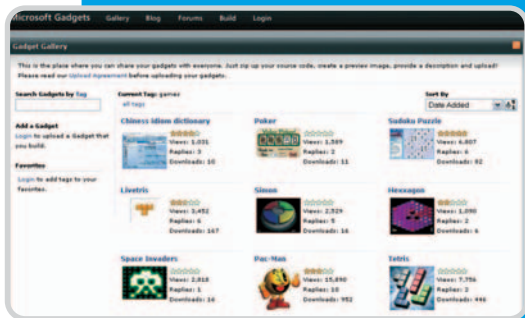 Microsoft Gadgets Gallery Blog Forums Build Login
Gadget Gallery
This is the place where you can share your gadgets with everyone. Just zip up your source code, create a preview image, provide a description and upload!
Please read our Upload Agreement before uploading your gadgets.
Search Gadgets by Tag
Current Tag: games
all tags
Sort By
Date Added
Add a Gadget
Login to upload a Gadget that
you build.
Favorites
Login to add tags to your
favorites.
Chinese Idiom dictionary
Views: 1,031
Replies: 3
Downloads: 10
Poker
Views: 1,509
Replies: 2
Downloads: 11
Sudoku Puzzle
Views: 6,807
Replies: 6
Downloads: 82
Livetris
Views: 3,452
Replies: 6
Downloads: 167
Simon
Views: 2,529
Replies: 5
Downloads: 16
Hexxagon
Views: 1,090
Replies: 2
Downloads: 6
Space Invaders
Views: 2,018
Replies: 1
Downloads: 16
Pac-Man
Views: 15,890
Replies: 10
Downloads: 952
Tetris
Views: 7,756
Replies: 2
Downloads: 446